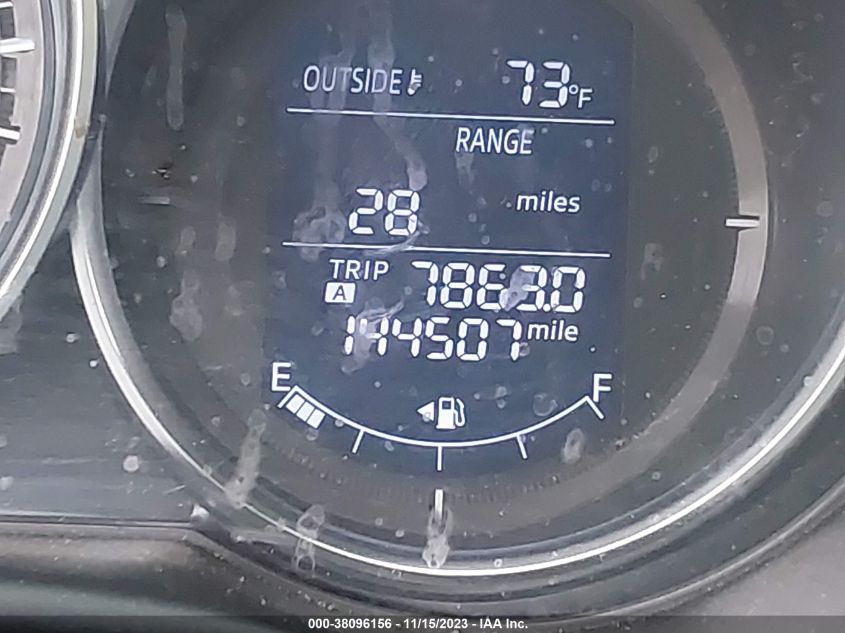 OUTSIDE 73°F
RANGE
28 miles
TRIP 7863.0
A
144507 mile
E F
000-38096156 - 11/15/2023 - IAA Inc.